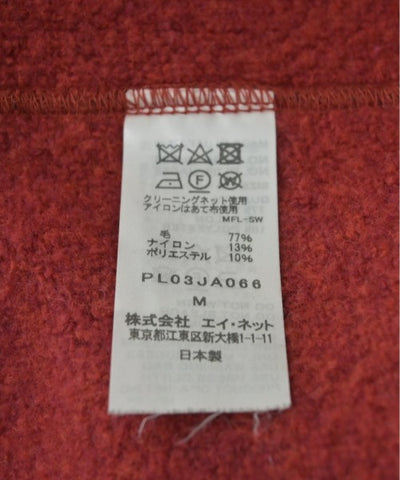 F W
クリーニングネット使用
アイロンはあて布使用
MFL-SW
毛 77%
ナイロン 13%
ポリエステル 10%
PL03JA066
M
株式会社 エイ・ネット
東京都江東区新大橋1-1-11
日本製